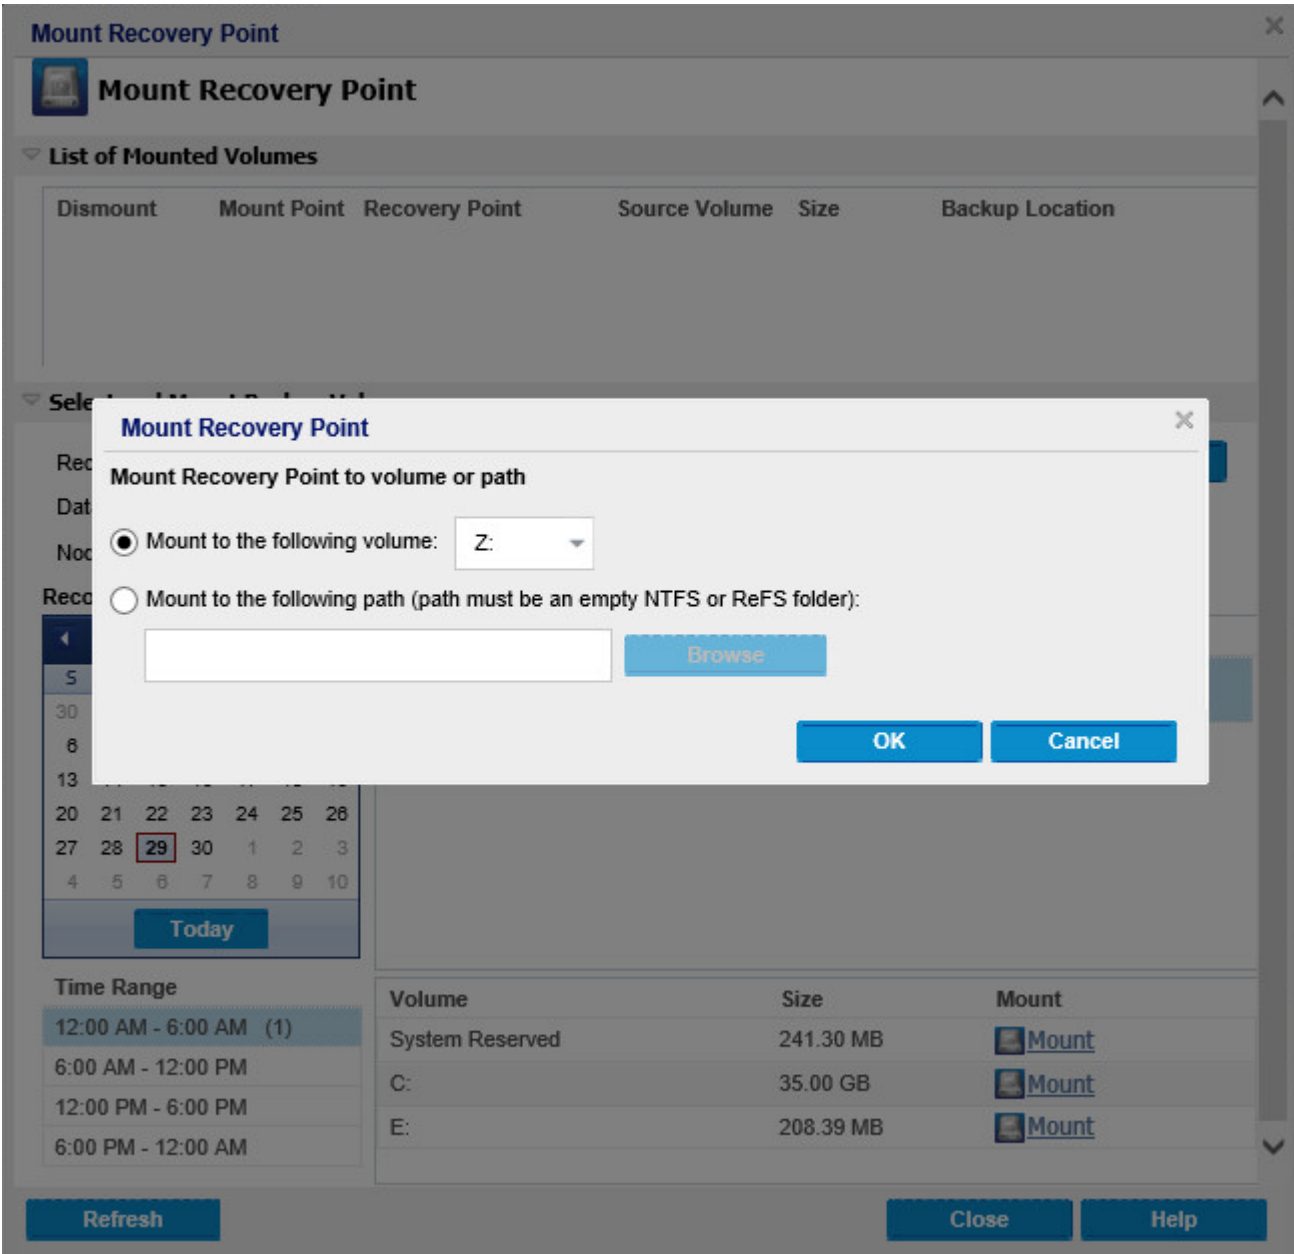 Mount Recovery Point
Mount Recovery Point
List of Mounted Volumes
Dismount Mount Point Recovery Point Source Volume Size Backup Location
Mount Recovery Point
Mount Recovery Point to volume or path
Mount to the following volume: Z:
Mount to the following path (path must be an empty NTFS or ReFS folder):
Browse
OK Cancel
S
30
6
13
20 21 22 23 24 25 26
27 28 29 30 1 2 3
4 5 6 7 8 9 10
Today
Time Range
12:00 AM - 6:00 AM (1)
6:00 AM - 12:00 PM
12:00 PM - 6:00 PM
6:00 PM - 12:00 AM
Volume Size Mount
System Reserved 241.30 MB Mount
C: 35.00 GB Mount
E: 208.39 MB Mount
Refresh Close Help